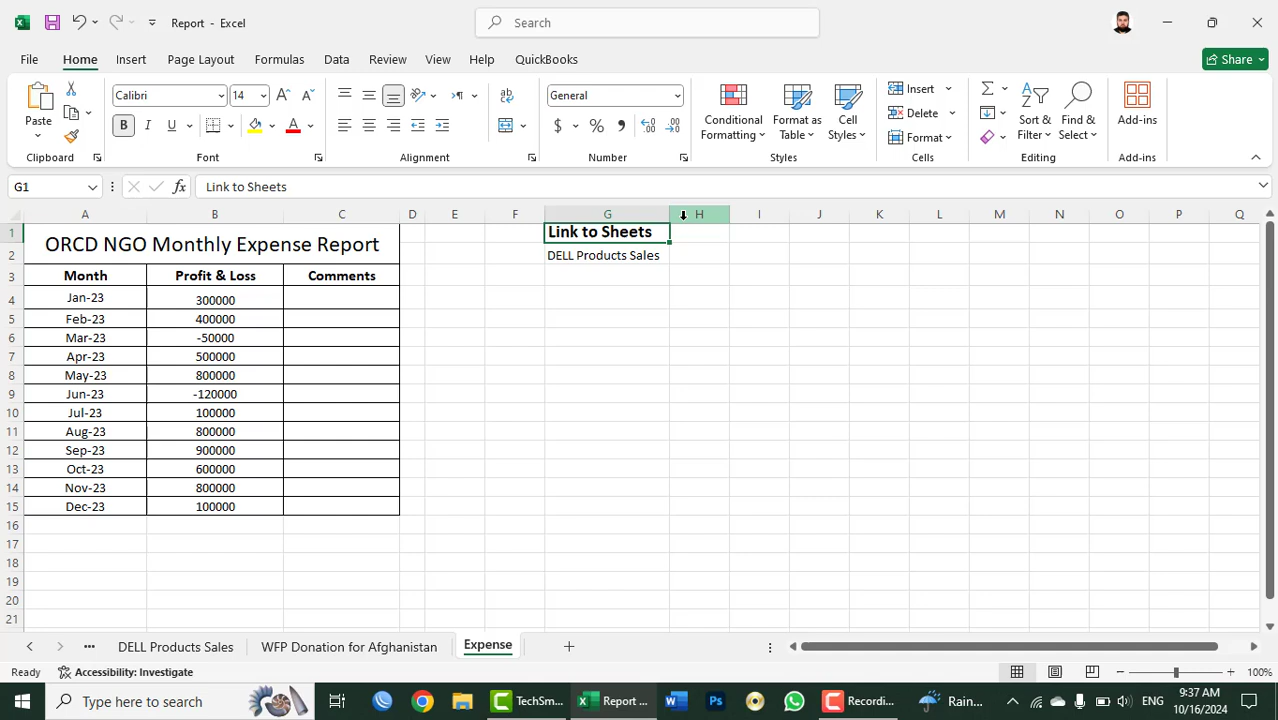 Report - Excel
Search
File Home Insert Page Layout Formulas Data Review View Help QuickBooks
Share
Paste
Calibri 14
B I U
General
Conditional Formatting
Format as Table
Cell Styles
Insert
Delete
Format
Sort & Filter
Find & Select
Add-ins
Clipboard Font Alignment Number Styles Cells Editing Add-ins
G1 fx Link to Sheets
A B C D E F G H I J K L M N O P Q
1 ORCD NGO Monthly Expense Report Link to Sheets
2 DELL Products Sales
3 Month Profit & Loss Comments
4 Jan-23 300000
5 Feb-23 400000
6 Mar-23 -50000
7 Apr-23 500000
8 May-23 800000
9 Jun-23 -120000
10 Jul-23 100000
11 Aug-23 800000
12 Sep-23 900000
13 Oct-23 600000
14 Nov-23 800000
15 Dec-23 100000
16
17
18
19
20
21
DELL Products Sales WFP Donation for Afghanistan Expense
Ready Accessibility: Investigate 100%
Type here to search TechSm... Report ... Recordi... Rain... ENG 9:37 AM
10/16/2024